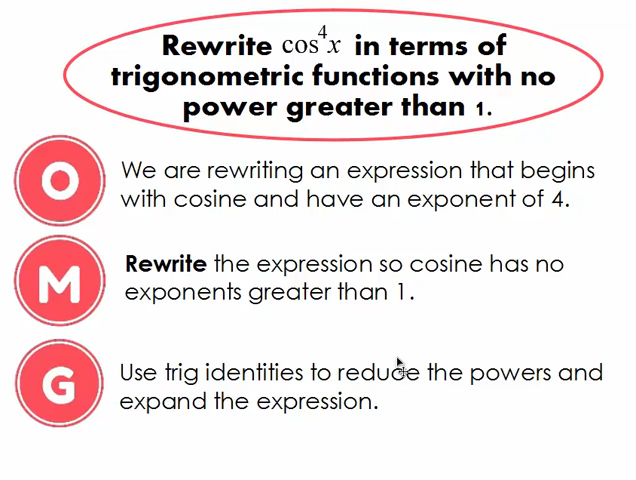 Rewrite cos⁴x in terms of
trigonometric functions with no
power greater than 1.
O
We are rewriting an expression that begins
with cosine and have an exponent of 4.
M
Rewrite the expression so cosine has no
exponents greater than 1.
G
Use trig identities to reduce the powers and
expand the expression.